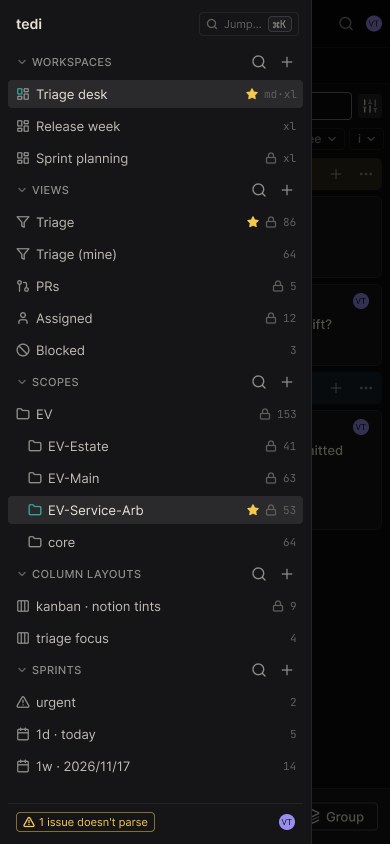 tedi
Jump... ⌘K
VT
WORKSPACES
Triage desk md·xl
Release week xl
Sprint planning xl
VIEWS
Triage 86
Triage (mine) 64
PRs 5
Assigned 12
Blocked 3
SCOPES
EV 153
EV-Estate 41
EV-Main 63
EV-Service-Arb 53
core 64
COLUMN LAYOUTS
kanban · notion tints 9
triage focus 4
SPRINTS
urgent 2
1d · today 5
1w · 2026/11/17 14
1 issue doesn't parse VT
ee
i
VT
ift?
VT
itted
Group